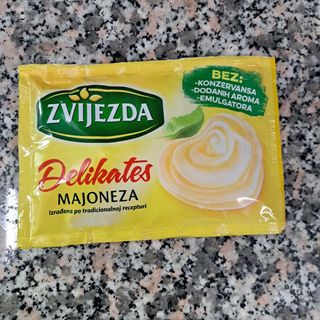 ZVIJEZDA
BEZ:
-KONZERVANSA
-DODANIH AROMA
-EMULGATORA
Delikates
MAJONEZA
izrađena po tradicionalnoj recepturi